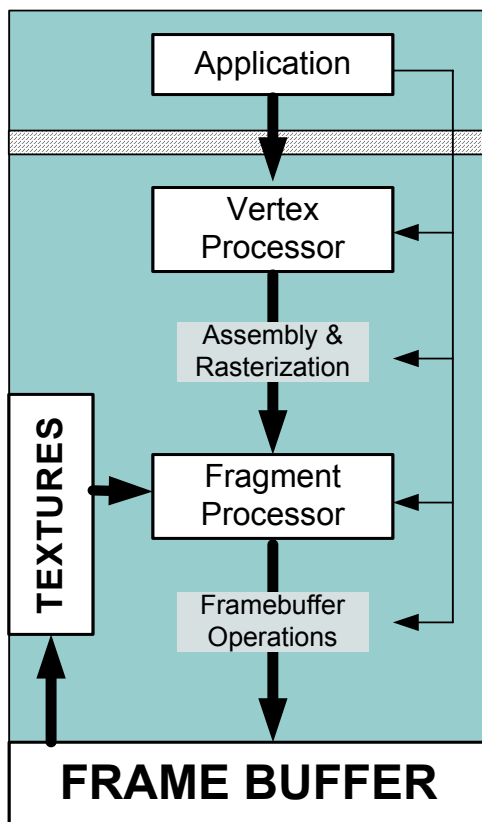 Application
Vertex
Processor
Assembly &
Rasterization
TEXTURES
Fragment
Processor
Framebuffer
Operations
FRAME BUFFER